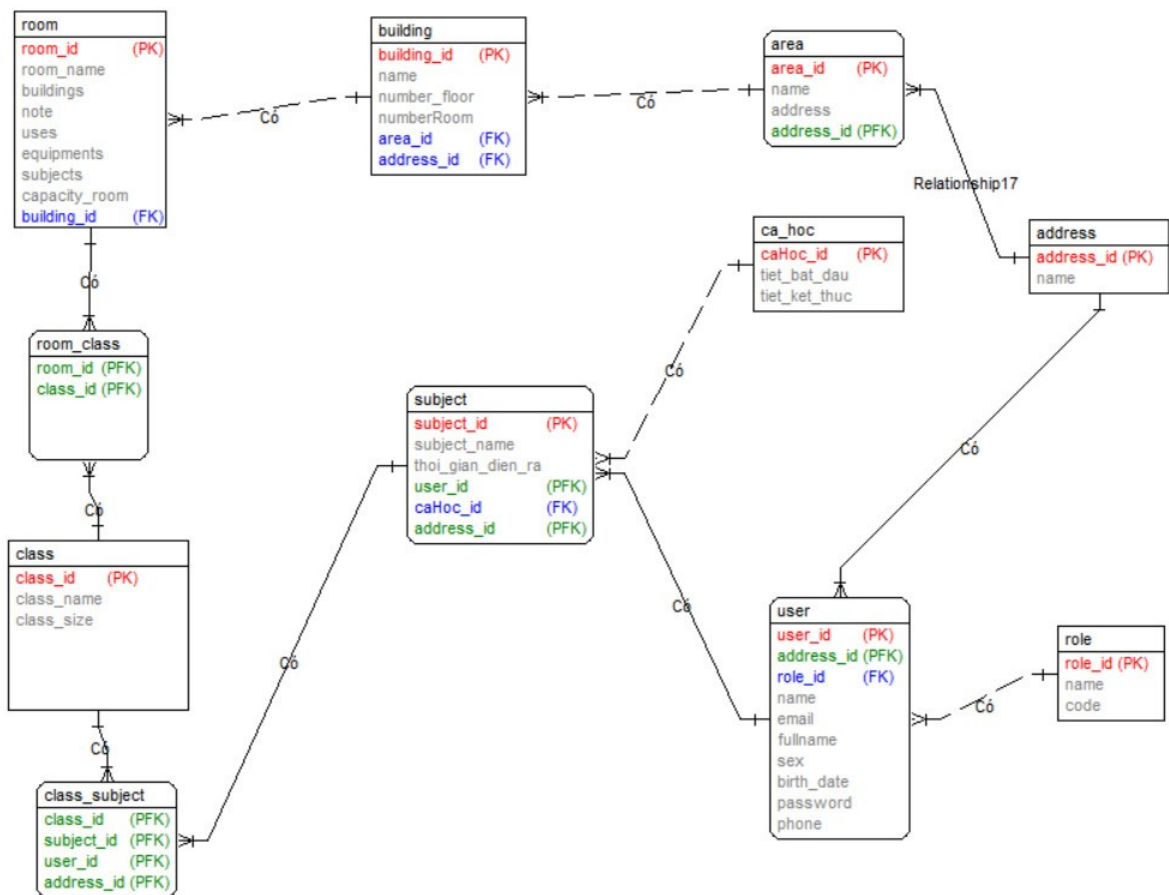 room
room_id (PK)
room_name
buildings
note
uses
equipments
subjects
capacity_room
building_id (FK)
Có
building
building_id (PK)
name
number_floor
numberRoom
area_id (FK)
address_id (FK)
Có
area
area_id (PK)
name
address
address_id (PFK)
Relationship17
address
address_id (PK)
name
Có
ca_hoc
caHoc_id (PK)
tiet_bat_dau
tiet_ket_thuc
Có
Có
room_class
room_id (PFK)
class_id (PFK)
Có
subject
subject_id (PK)
subject_name
thoi_gian_dien_ra
user_id (PFK)
caHoc_id (FK)
address_id (PFK)
Có
Có
class
class_id (PK)
class_name
class_size
Có
class_subject
class_id (PFK)
subject_id (PFK)
user_id (PFK)
address_id (PFK)
user
user_id (PK)
address_id (PFK)
role_id (FK)
name
email
fullname
sex
birth_date
password
phone
Có
role
role_id (PK)
name
code